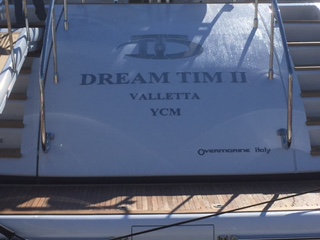 DREAM TIM II
VALLETTA
YCM
Overmarine Italy